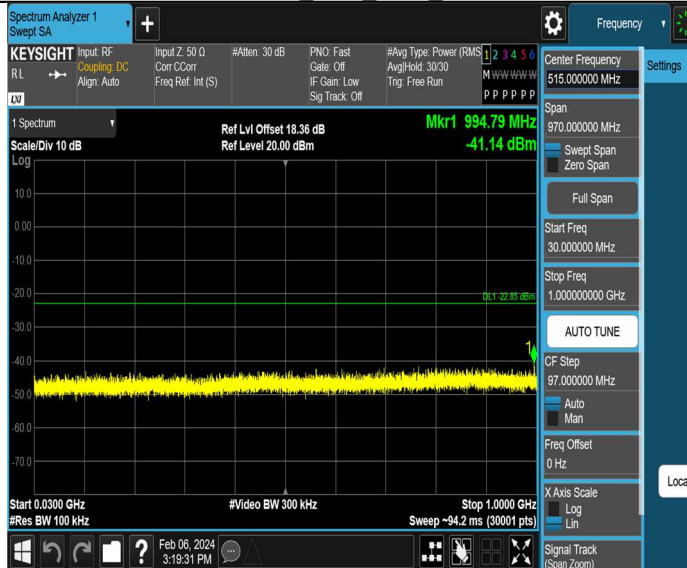 Spectrum Analyzer 1
Swept SA
+
Frequency
KEYSIGHT
RL
LXI
Input: RF
Coupling: DC
Align: Auto
Input Z: 50 Ω
Corr CCorr
Freq Ref: Int (S)
#Atten: 30 dB
PNO: Fast
Gate: Off
IF Gain: Low
Sig Track: Off
#Avg Type: Power (RMS
Avg|Hold: 30/30
Trig: Free Run
1 2 3 4 5 6
M W W W W W
P P P P P P
1 Spectrum
Scale/Div 10 dB
Log
Ref Lvl Offset 18.36 dB
Ref Level 20.00 dBm
Mkr1 994.79 MHz
-41.14 dBm
10.0
0.00
-10.0
-20.0
DL1 -22.85 dBm
-30.0
1
-40.0
-50.0
-60.0
-70.0
Start 0.0300 GHz
#Res BW 100 kHz
#Video BW 300 kHz
Stop 1.0000 GHz
Sweep ~94.2 ms (30001 pts)
?
Feb 06, 2024
3:19:31 PM
Center Frequency
515.000000 MHz
Span
970.000000 MHz
Swept Span
Zero Span
Full Span
Start Freq
30.000000 MHz
Stop Freq
1.000000000 GHz
AUTO TUNE
CF Step
97.000000 MHz
Auto
Man
Freq Offset
0 Hz
X Axis Scale
Log
Lin
Signal Track
(Span Zoom)
Settings
Loca